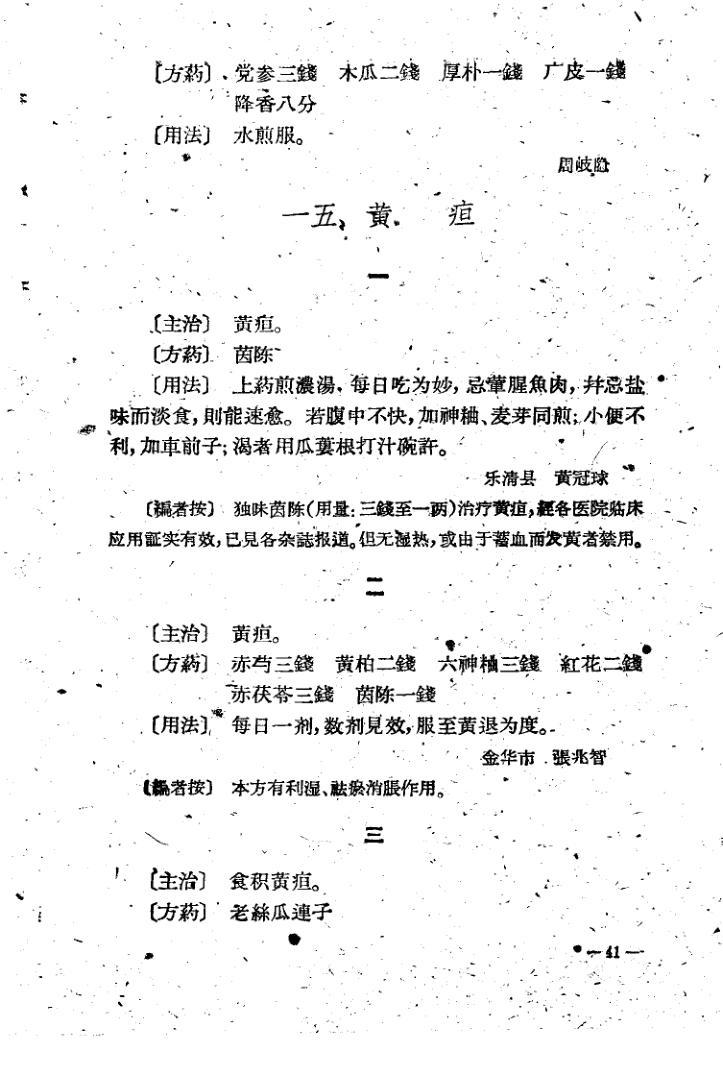 〔方葯〕 党参三錢 木瓜二錢 厚朴一錢 广皮一錢
降香八分
〔用法〕 水煎服。
周岐隐
一五、黄 疸
一
〔主治〕 黄疸。
〔方葯〕 茵陈
〔用法〕 上葯煎濃湯，每日吃为妙，忌葷腥魚肉，幷忌盐
味而淡食，則能速愈。若腹中不快，加神粬、麦芽同煎；小便不
利，加車前子；渴者用瓜蒌根打汁碗許。
乐清县 黄冠球
〔編者按〕 独味茵陈（用量：三錢至一两）治疗黄疸，經各医院临床
应用証实有效，已見各杂誌报道。但无湿热，或由于蓄血而发黄者禁用。
二
〔主治〕 黄疸。
〔方葯〕 赤芍三錢 黄柏二錢 六神粬三錢 紅花二錢
赤茯苓三錢 茵陈一錢
〔用法〕 每日一剂，数剂見效，服至黄退为度。
金华市 張兆智
〔編者按〕 本方有利湿、祛瘀消脹作用。
三
〔主治〕 食积黄疸。
〔方葯〕 老絲瓜連子
— 41 —